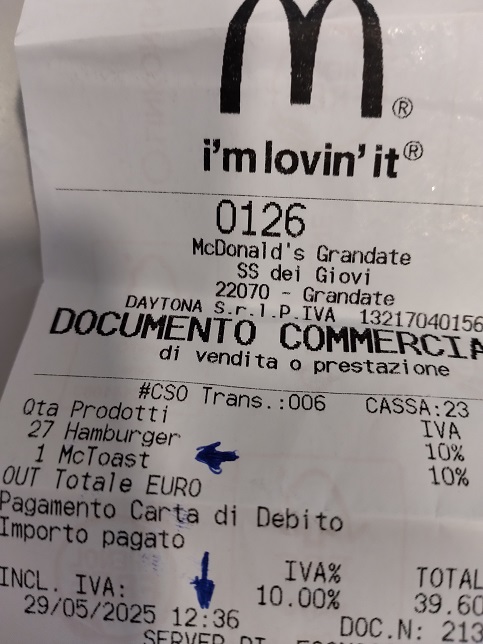 M®
i'm lovin' it®
0126
McDonald's Grandate
SS dei Giovi
22070 - Grandate
DAYTONA S.r.l.P.IVA 13217040156
DOCUMENTO COMMERCIA
di vendita o prestazione
#CSO Trans.:006 CASSA:23
Qta Prodotti IVA
27 Hamburger 10%
1 McToast 10%
OUT Totale EURO
Pagamento Carta di Debito
Importo pagato
IVA% TOTAL
INCL. IVA: 10.00% 39.60
29/05/2025 12:36 DOC.N: 213